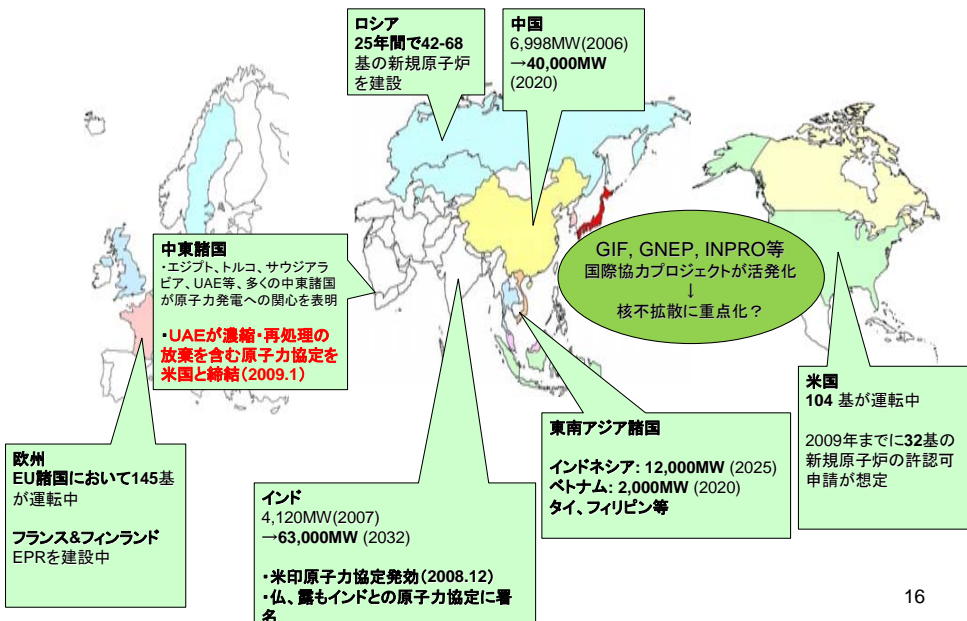 ロシア
25年間で42-68
基の新規原子炉
を建設
中国
6,998MW(2006)
→40,000MW
(2020)
中東諸国
・エジプト、トルコ、サウジアラ
ビア、UAE等、多くの中東諸国
が原子力発電への関心を表明
・UAEが濃縮・再処理の
放棄を含む原子力協定を
米国と締結(2009.1)
GIF, GNEP, INPRO等
国際協力プロジェクトが活発化
↓
核不拡散に重点化？
米国
104 基が運転中
2009年までに32基の
新規原子炉の許認可
申請が想定
東南アジア諸国
インドネシア: 12,000MW (2025)
ベトナム: 2,000MW (2020)
タイ、フィリピン等
欧州
EU諸国において145基
が運転中
フランス&フィンランド
EPRを建設中
インド
4,120MW(2007)
→63,000MW (2032)
・米印原子力協定発効(2008.12)
・仏、露もインドとの原子力協定に署
名
16